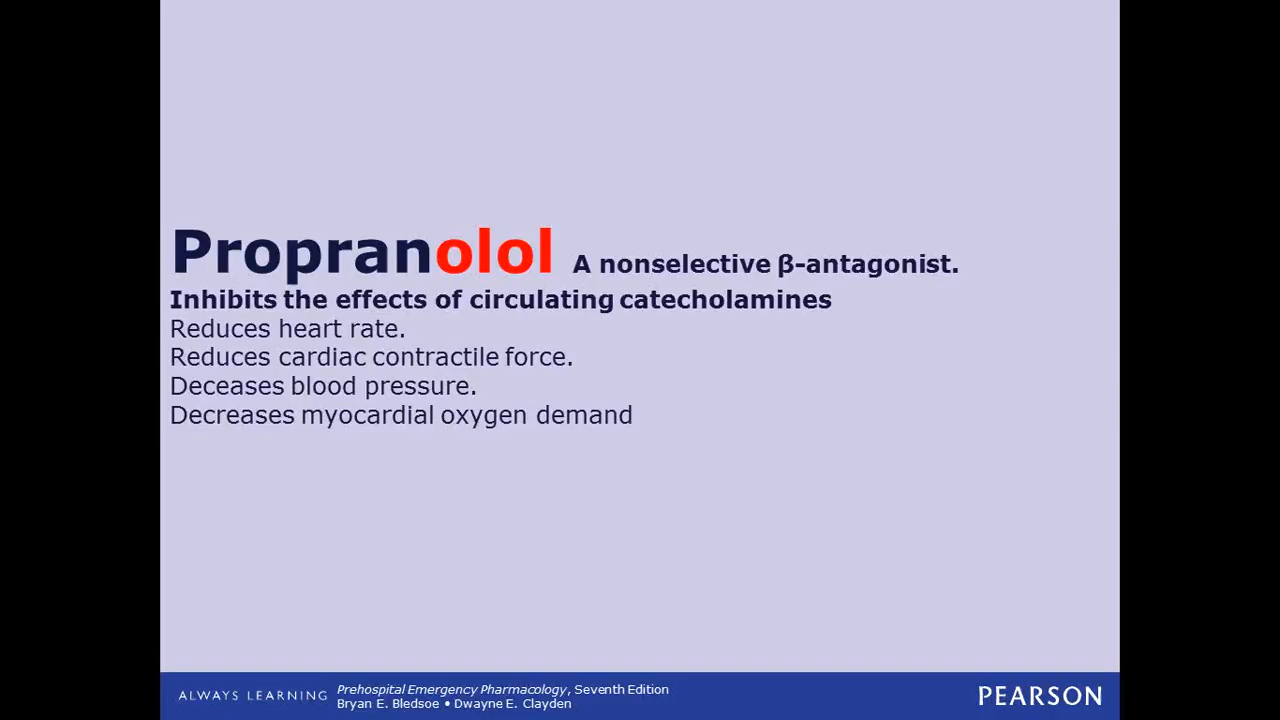 Propranolol A nonselective β-antagonist.
Inhibits the effects of circulating catecholamines
Reduces heart rate.
Reduces cardiac contractile force.
Deceases blood pressure.
Decreases myocardial oxygen demand
ALWAYS LEARNING
Prehospital Emergency Pharmacology, Seventh Edition
Bryan E. Bledsoe • Dwayne E. Clayden
PEARSON